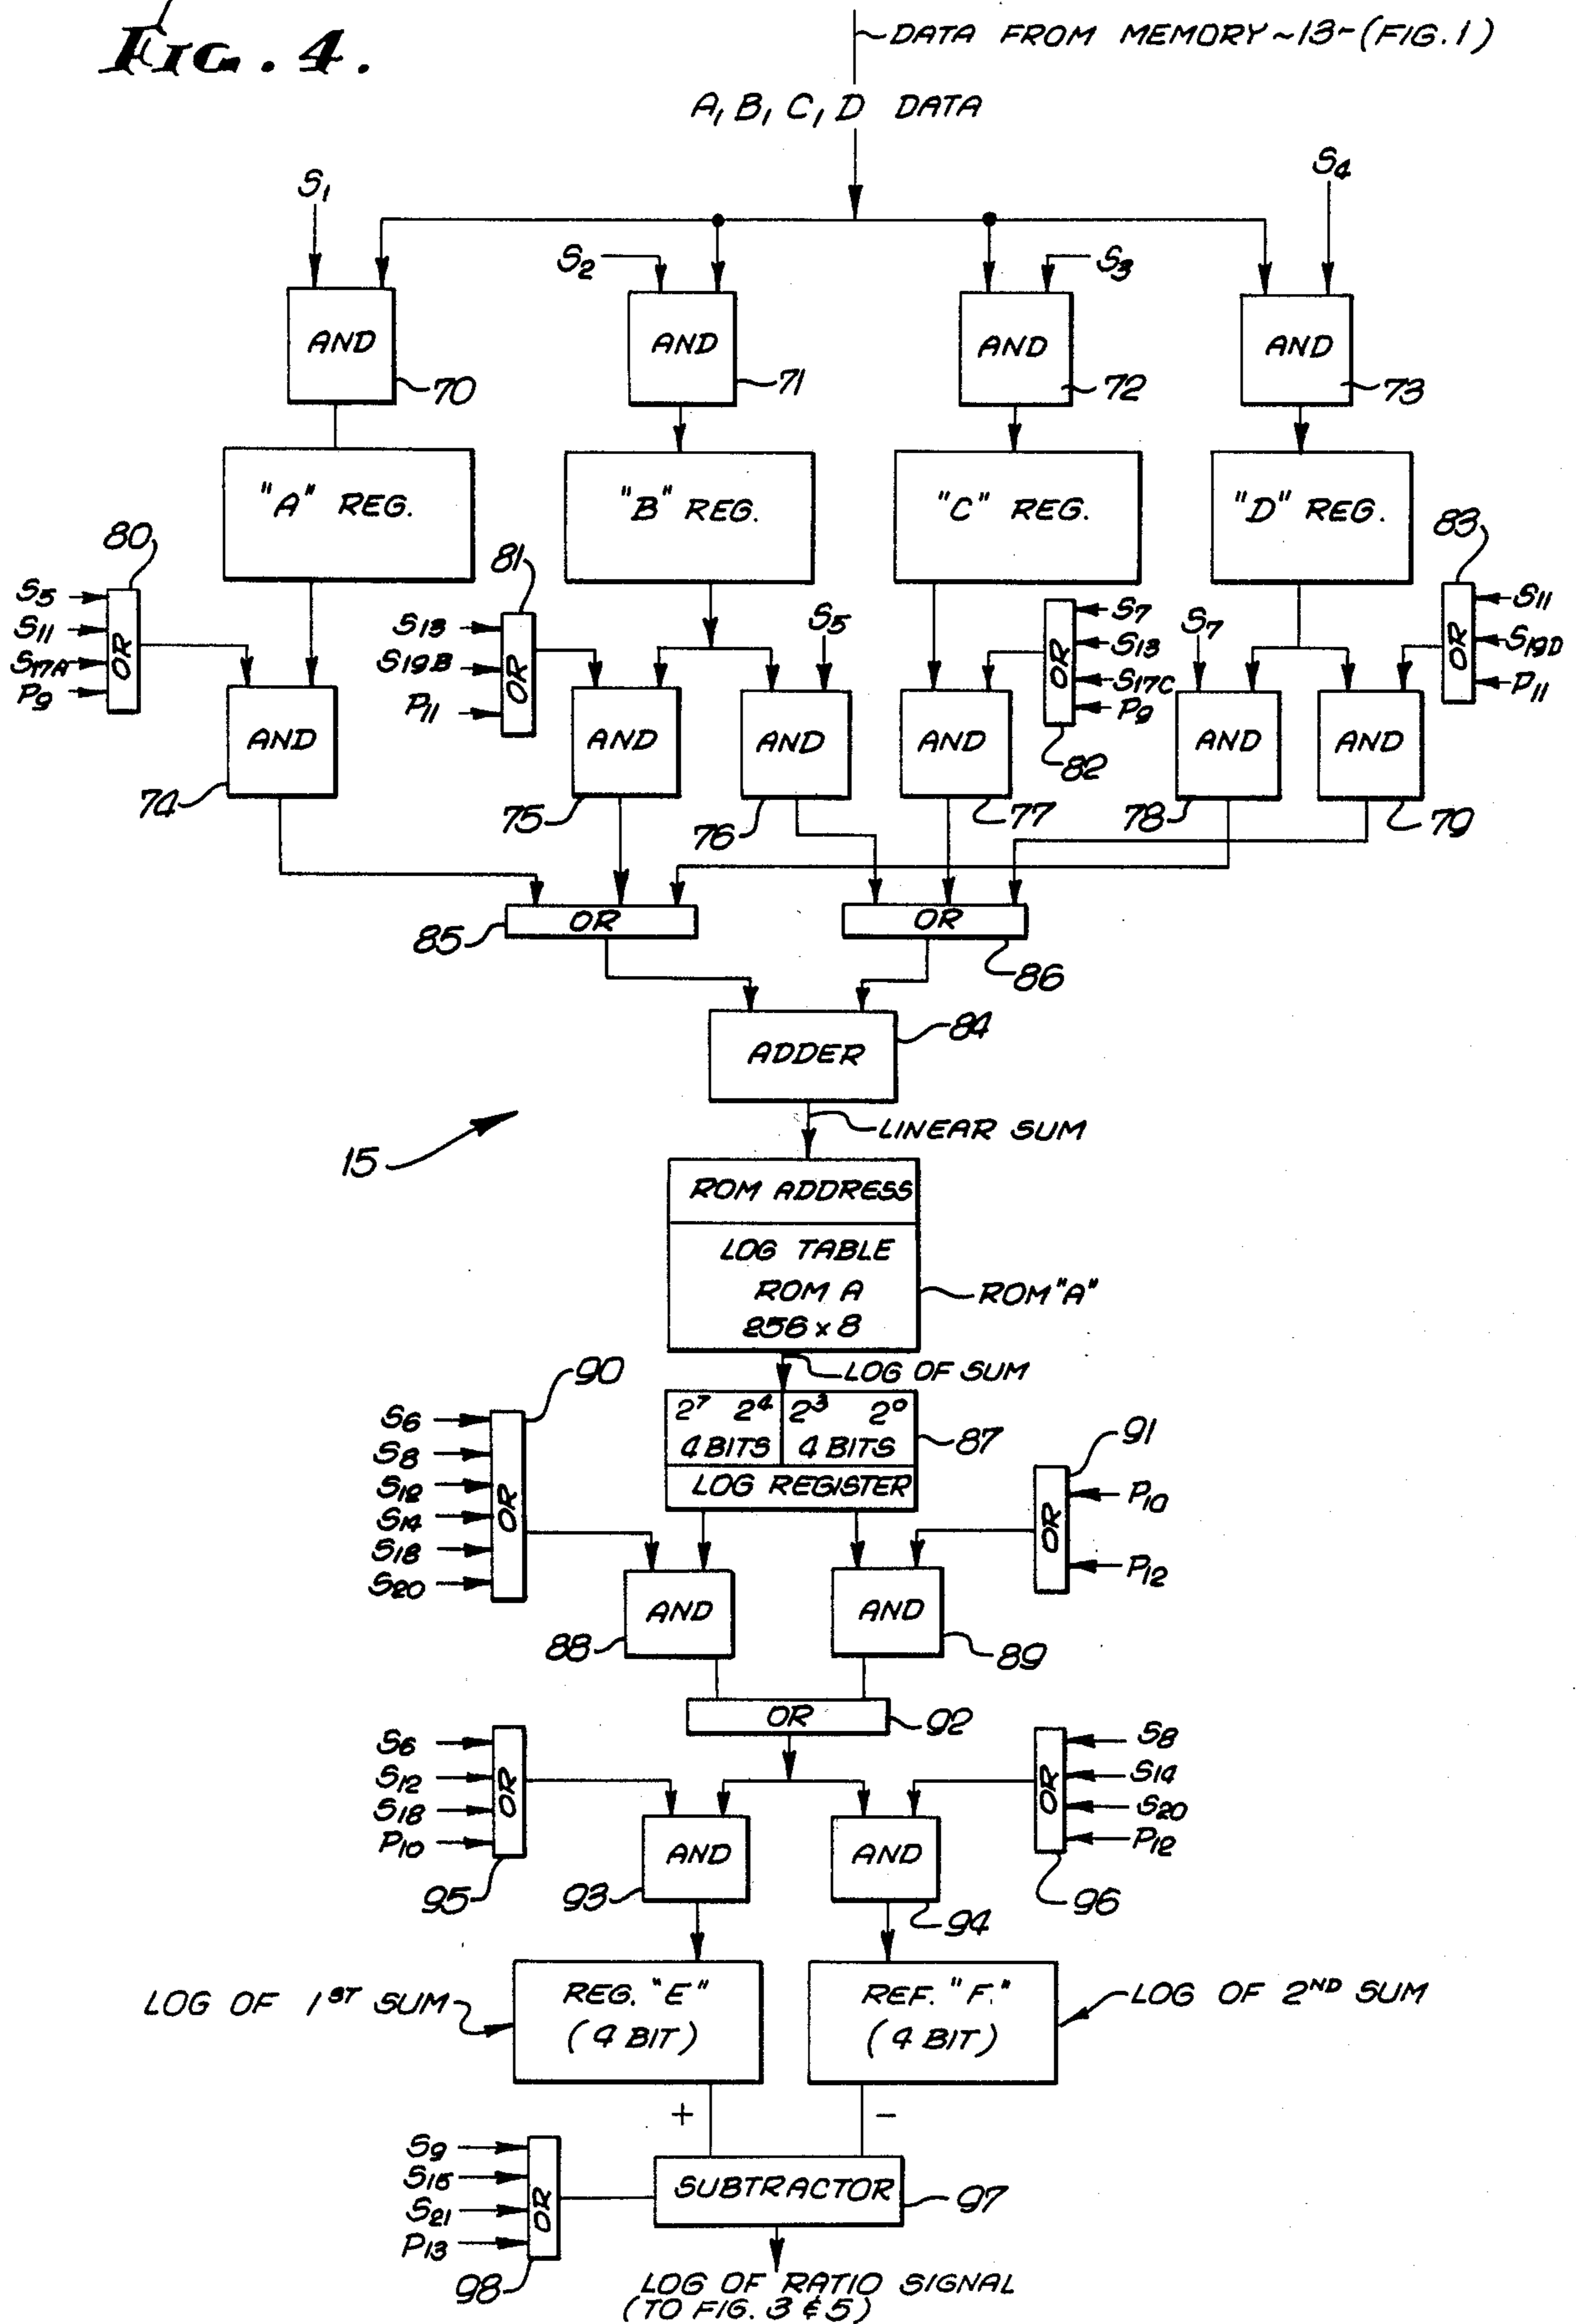 FIG. 4.
DATA FROM MEMORY ~13~ (FIG. 1)
A, B, C, D DATA
S1
S4
S2
S3
AND
AND
AND
AND
70
71
72
73
"A" REG.
"B" REG.
"C" REG.
"D" REG.
80
81
83
S5
S11
S17A
P9
OR
S13
S19B
P11
OR
S5
OR
S7
S13
S17C
P9
S7
OR
S11
S19D
P11
AND
AND
AND
AND
AND
AND
82
74
75
76
77
78
79
OR
OR
85
86
84
ADDER
LINEAR SUM
15
ROM ADDRESS
LOG TABLE
ROM A
256 x 8
ROM "A"
LOG OF SUM
90
2⁷ 2⁴ 2³ 2⁰
4 BITS 4 BITS
LOG REGISTER
87
91
S6
S8
S12
S14
S18
S20
OR
OR
P10
P12
AND
AND
88
89
OR
92
S6
S12
S18
P10
OR
OR
S8
S14
S20
P12
AND
AND
95
93
94
96
LOG OF 1ST SUM
REG. "E"
(4 BIT)
REF. "F."
(4 BIT)
LOG OF 2ND SUM
+
−
S9
S15
S21
P13
OR
SUBTRACTOR
97
98
LOG OF RATIO SIGNAL
(TO FIG. 3 & 5)